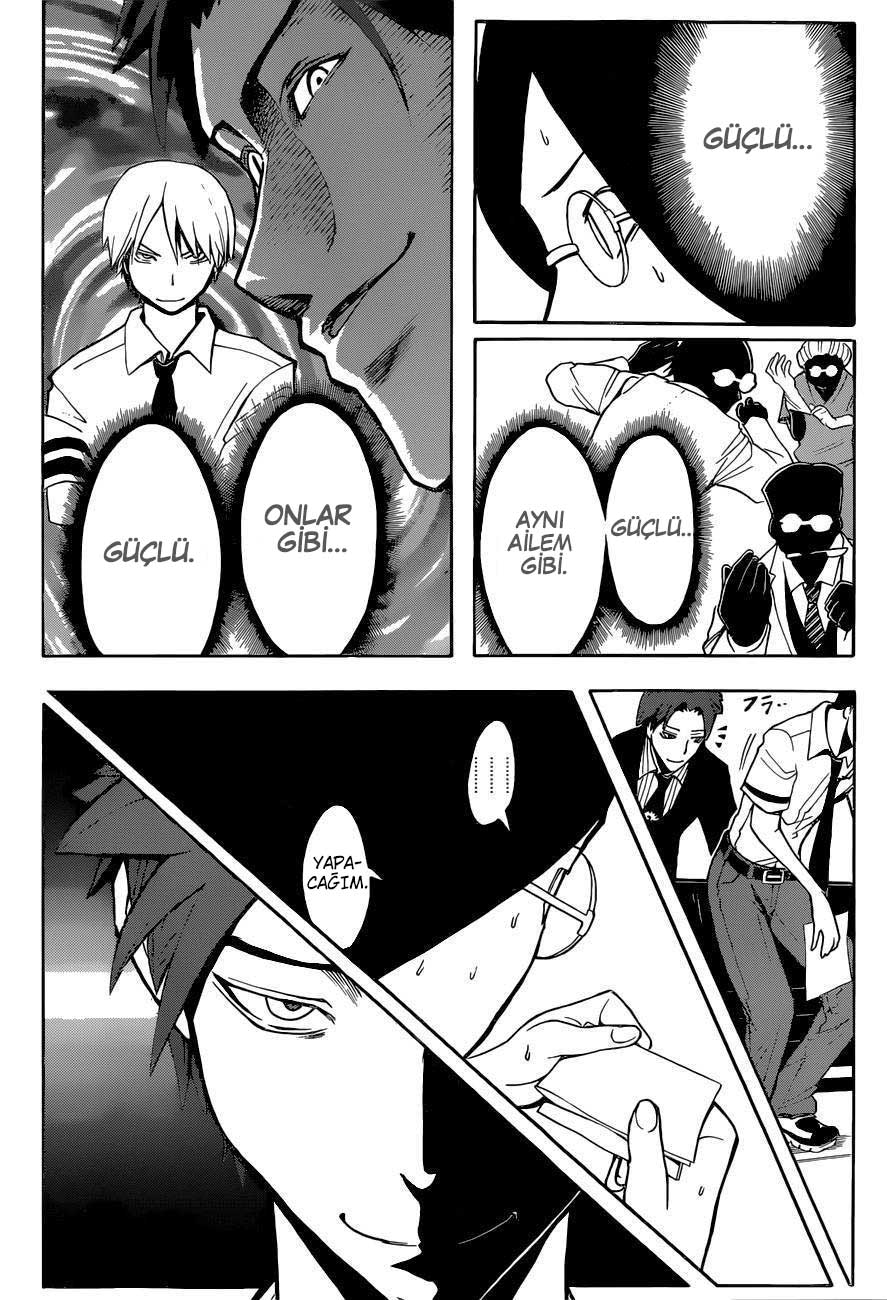 GÜÇLÜ...
GÜÇLÜ...
AYNI
AİLEM
GİBİ.
ONLAR
GİBİ...
GÜÇLÜ.
フラ..
..........
YAPA-
CAĞIM.